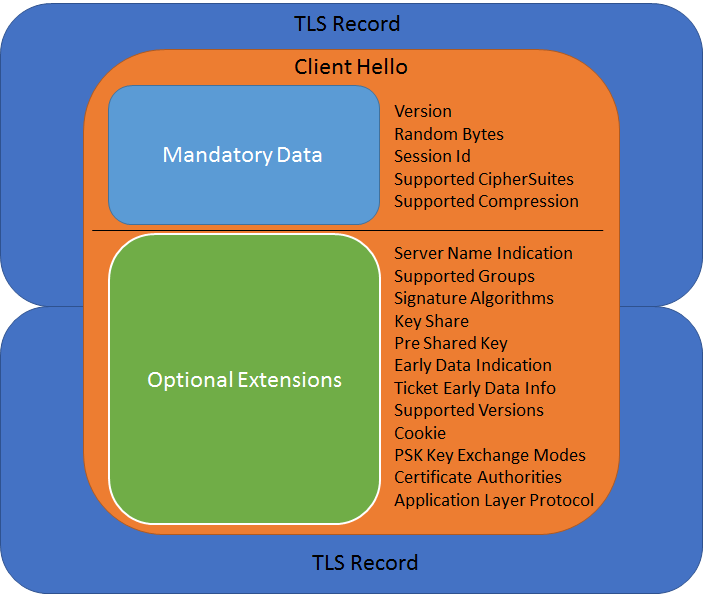 TLS Record
Client Hello
Mandatory Data
Version
Random Bytes
Session Id
Supported CipherSuites
Supported Compression
Optional Extensions
Server Name Indication
Supported Groups
Signature Algorithms
Key Share
Pre Shared Key
Early Data Indication
Ticket Early Data Info
Supported Versions
Cookie
PSK Key Exchange Modes
Certificate Authorities
Application Layer Protocol
TLS Record